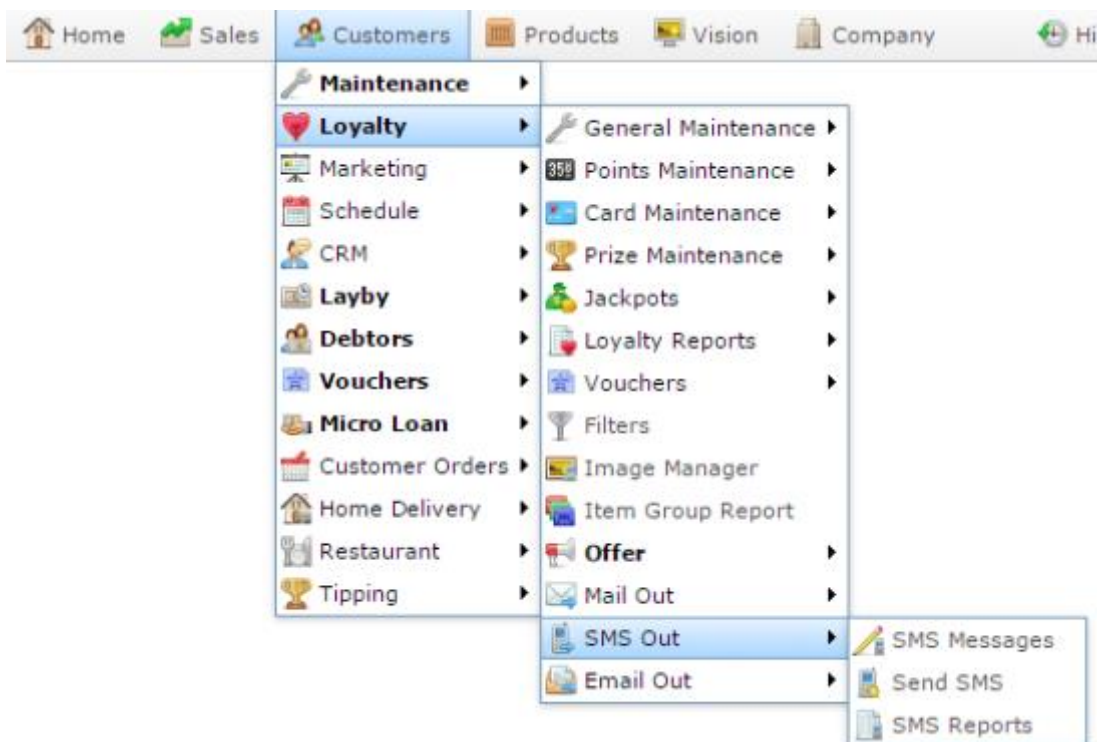 Home Sales Customers Products Vision Company Hi
Maintenance
Loyalty
Marketing
Schedule
CRM
Layby
Debtors
Vouchers
Micro Loan
Customer Orders
Home Delivery
Restaurant
Tipping
General Maintenance
Points Maintenance
Card Maintenance
Prize Maintenance
Jackpots
Loyalty Reports
Vouchers
Filters
Image Manager
Item Group Report
Offer
Mail Out
SMS Out
Email Out
SMS Messages
Send SMS
SMS Reports